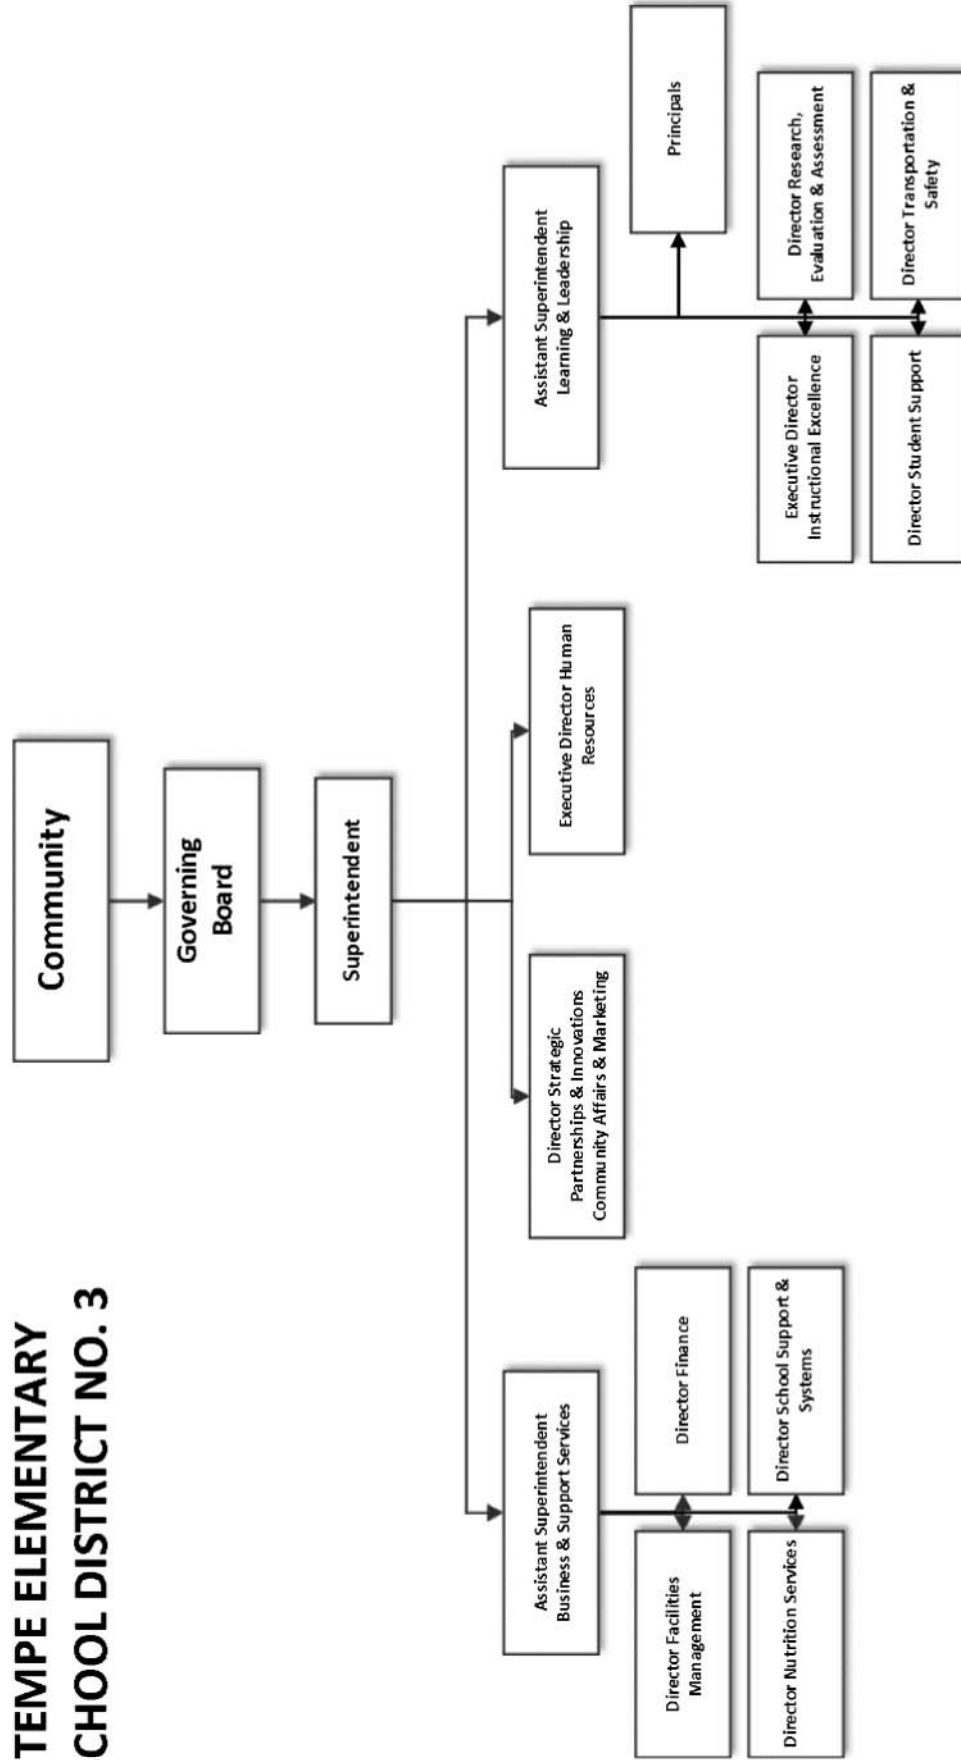 TEMPE ELEMENTARY
CHOOL DISTRICT NO. 3
Community
Governing
Board
Superintendent
Assistant Superintendent
Business & Support Services
Director Strategic
Partnerships & Innovations
Community Affairs & Marketing
Executive Director Human
Resources
Assistant Superintendent
Learning & Leadership
Director Facilities
Management
Director Finance
Director Nutrition Services
Director School Support &
Systems
Principals
Executive Director
Instructional Excellence
Director Research,
Evaluation & Assessment
Director Student Support
Director Transportation &
Safety